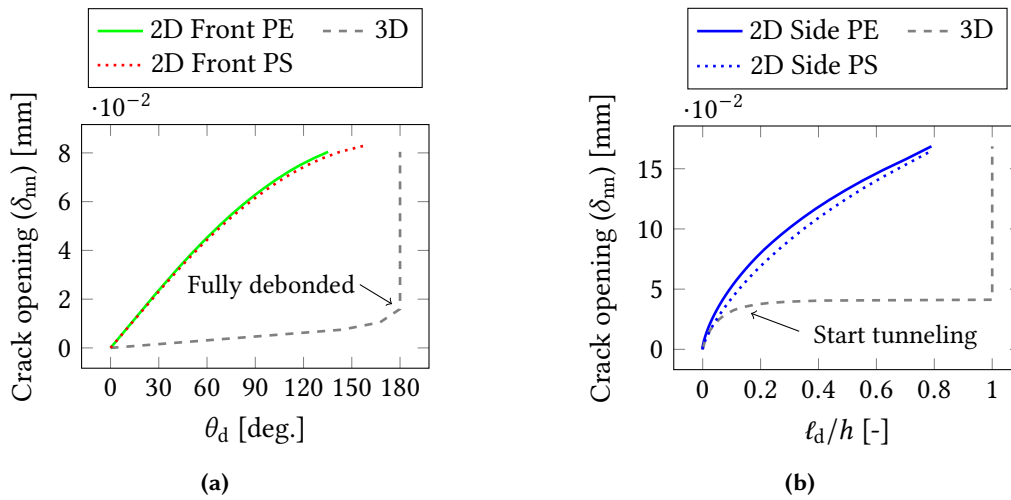 2D Front PE 3D
2D Front PS
·10⁻²
Crack opening (δnn) [mm]
8
6
4
2
0
Fully debonded
0 30 60 90 120 150 180
θd [deg.]
(a)
2D Side PE 3D
2D Side PS
·10⁻²
Crack opening (δnn) [mm]
15
10
5
0
Start tunneling
0 0.2 0.4 0.6 0.8 1
ℓd/h [-]
(b)